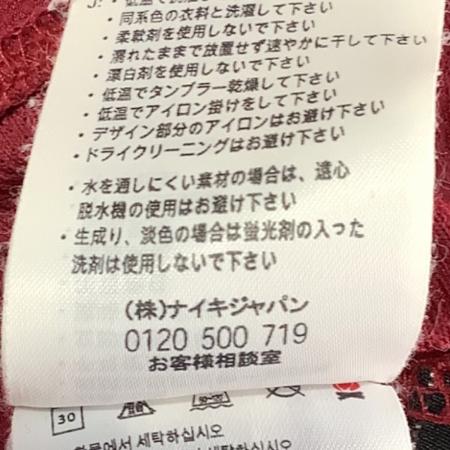 ・同系色の衣料と洗濯して下さい
・柔軟剤を使用しないで下さい
・濡れたままで放置せず速やかに干して下さい
・漂白剤を使用しないで下さい
・低温でタンブラー乾燥して下さい
・低温でアイロン掛けをして下さい
・デザイン部分のアイロンはお避け下さい
・ドライクリーニングはお避け下さい
・水を通しにくい素材の場合は、遠心
脱水機の使用はお避け下さい
・生成り、淡色の場合は蛍光剤の入った
洗剤は使用しないで下さい
(株)ナイキジャパン
0120 500 719
お客様相談室
30
에서 세탁하십시오